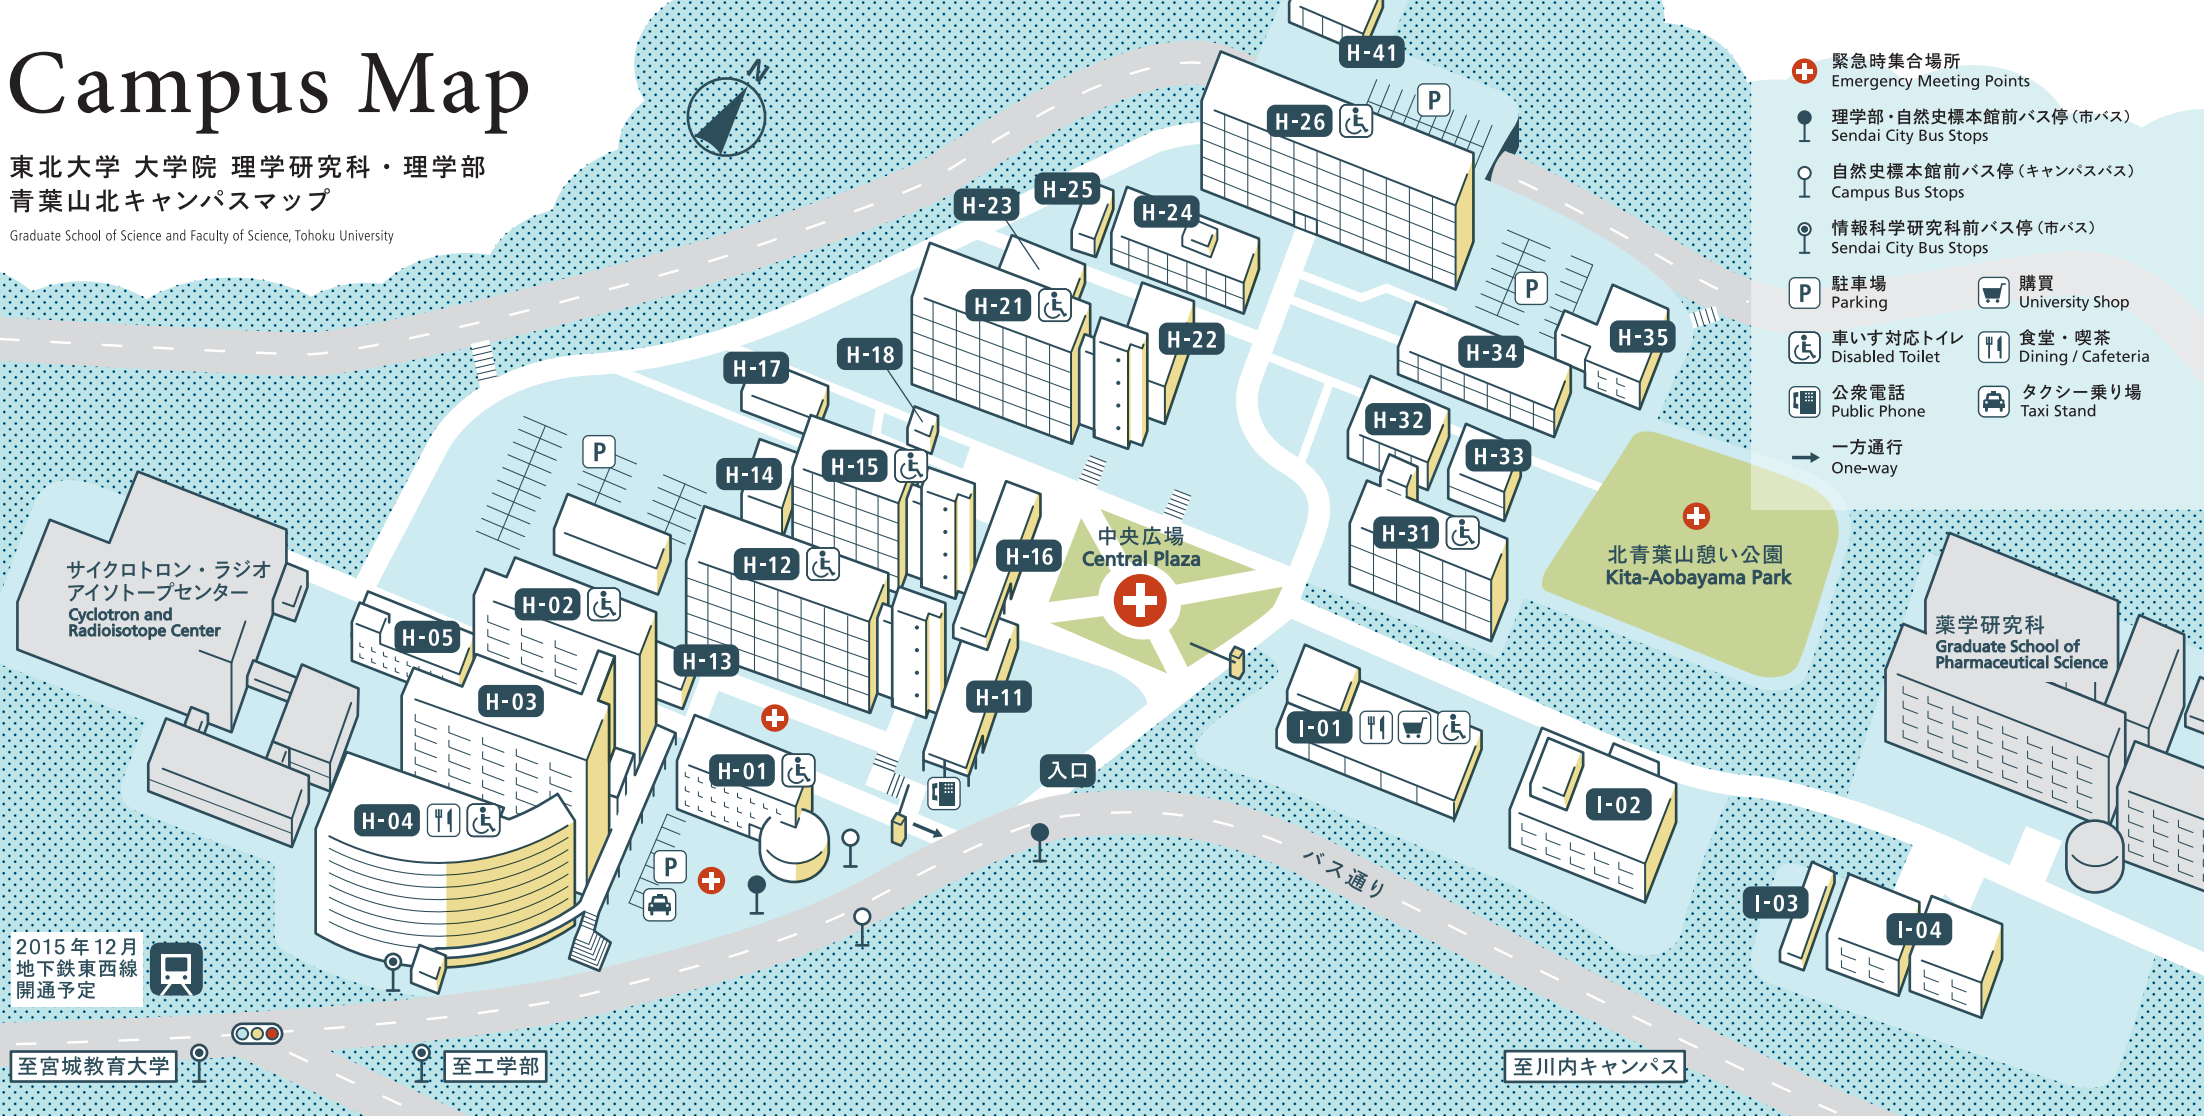 Campus Map
東北大学 大学院 理学研究科・理学部
青葉山北キャンパスマップ
Graduate School of Science and Faculty of Science, Tohoku University
N
緊急時集合場所
Emergency Meeting Points
理学部・自然史標本館前バス停（市バス）
Sendai City Bus Stops
自然史標本館前バス停（キャンパスバス）
Campus Bus Stops
情報科学研究科前バス停（市バス）
Sendai City Bus Stops
P
駐車場
Parking
購買
University Shop
車いす対応トイレ
Disabled Toilet
食堂・喫茶
Dining / Cafeteria
公衆電話
Public Phone
タクシー乗り場
Taxi Stand
一方通行
One-way
H-41
P
H-26
H-25
H-23
H-24
H-21
P
H-22
H-35
H-34
H-18
H-17
H-32
P
H-15
H-14
H-33
H-31
中央広場
Central Plaza
北青葉山憩い公園
Kita-Aobayama Park
H-16
H-12
サイクロトロン・ラジオ
アイソトープセンター
Cyclotron and
Radioisotope Center
H-02
H-05
H-13
薬学研究科
Graduate School of
Pharmaceutical Science
H-03
H-11
I-01
H-01
入口
I-02
H-04
P
バス通り
I-03
I-04
2015年12月
地下鉄東西線
開通予定
至宮城教育大学
至工学部
至川内キャンパス